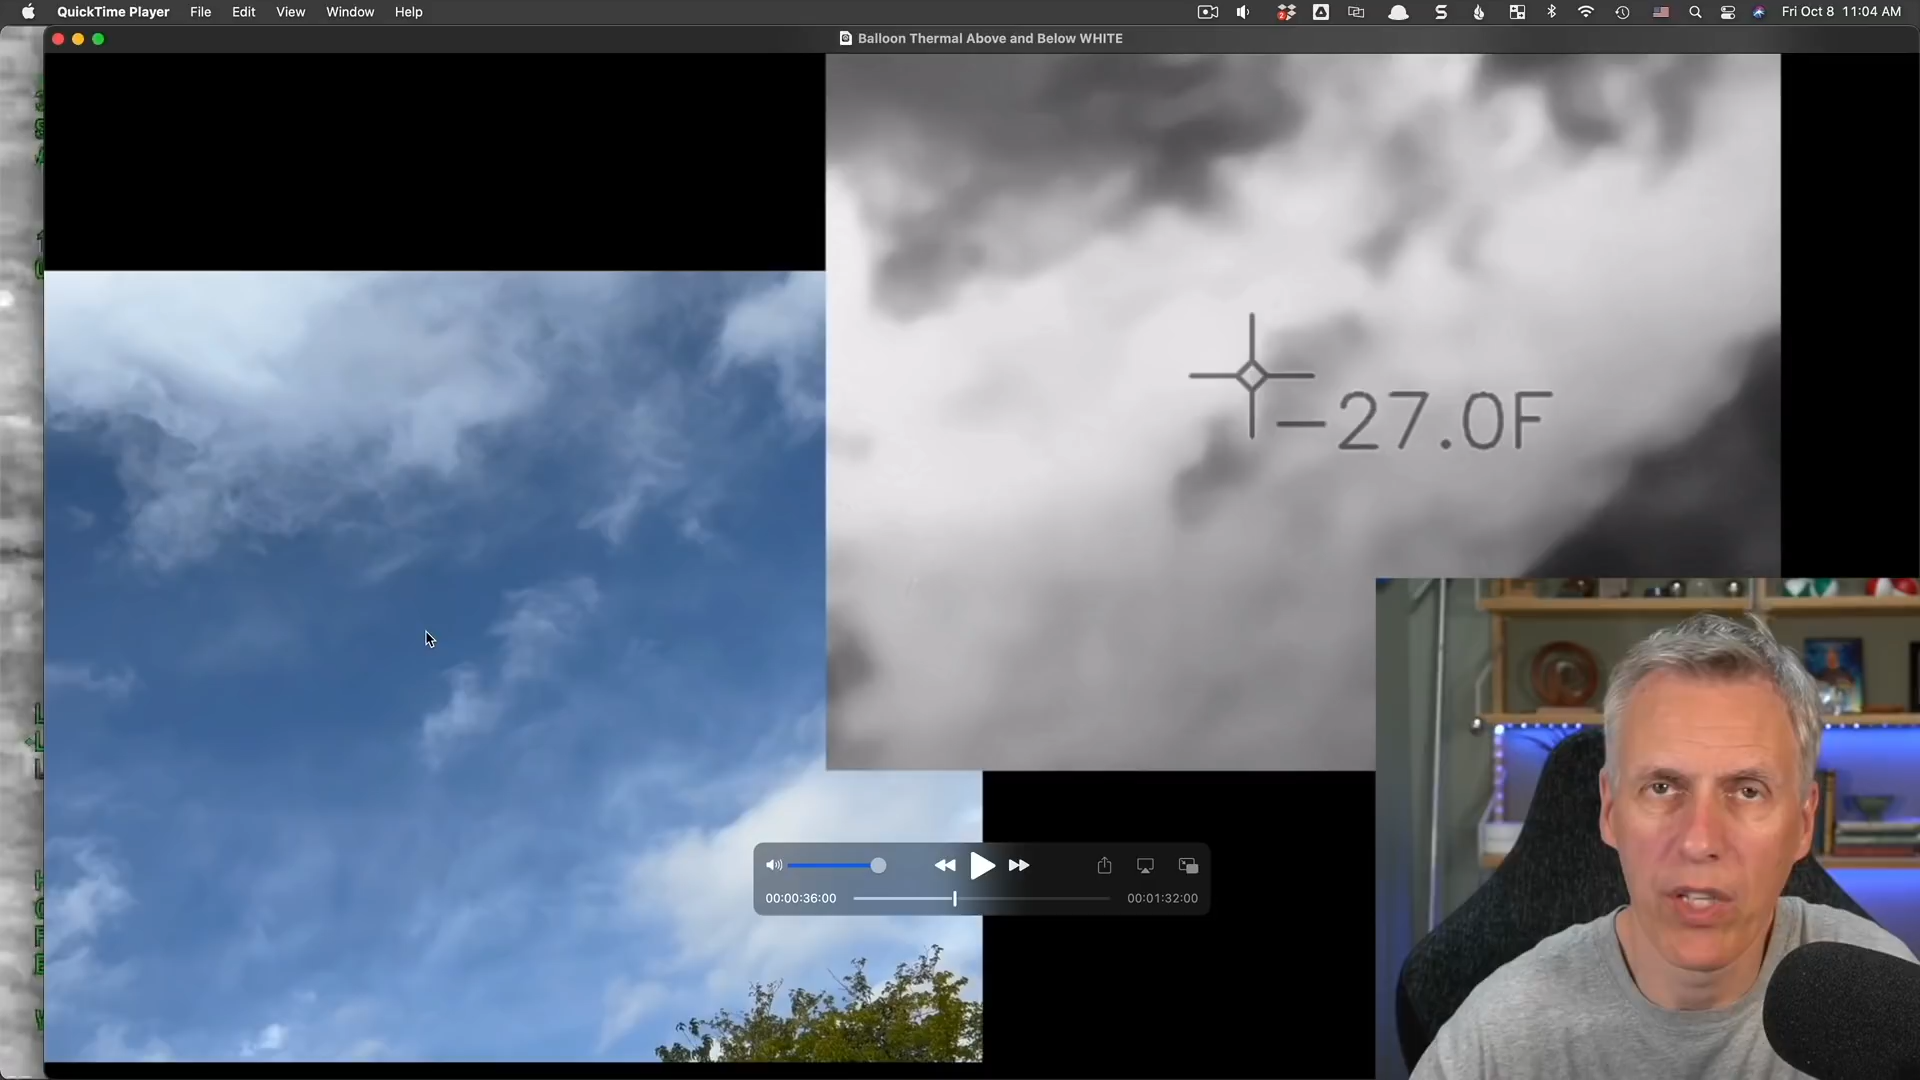 QuickTime Player File Edit View Window Help Fri Oct 8 11:04 AM
Balloon Thermal Above and Below WHITE
-27.0F
00:00:36:00 00:01:32:00